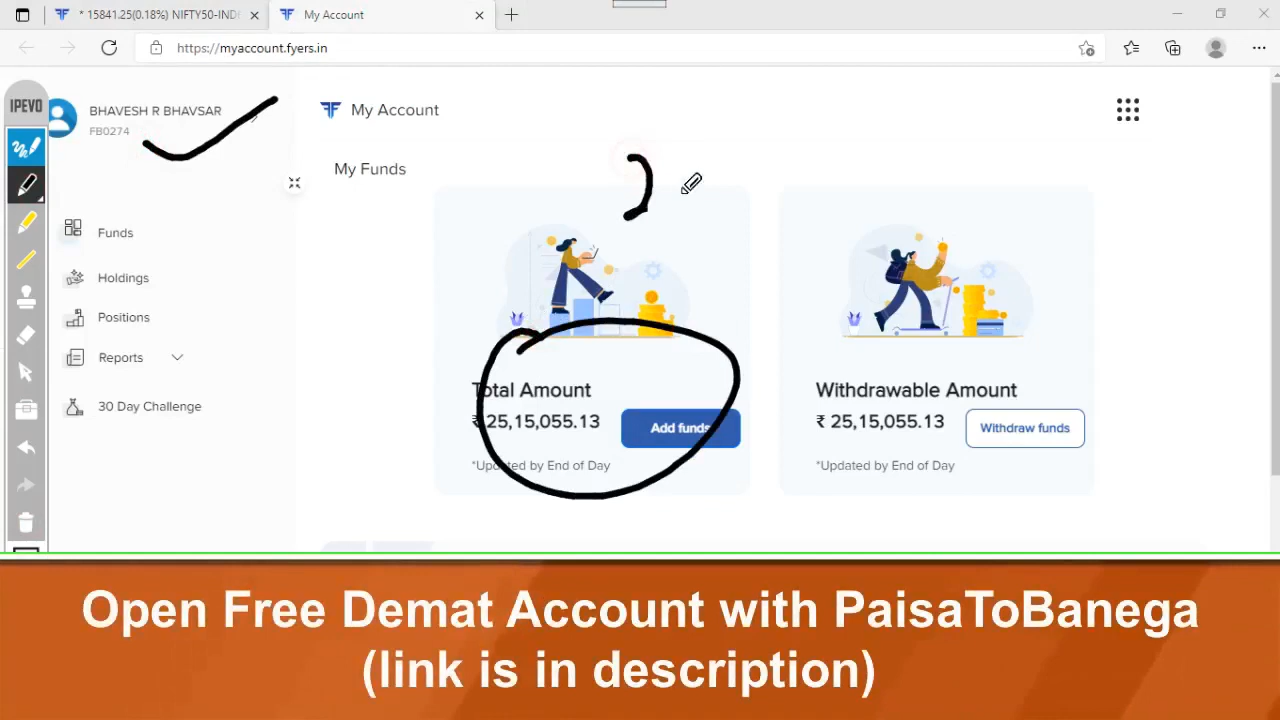 * 15841.25(0.18%) NIFTY50-IND
My Account
https://myaccount.fyers.in
IPEVO
BHAVESH R BHAVSAR
FB0274
My Account
My Funds
Funds
Holdings
Positions
Reports
30 Day Challenge
Total Amount
₹ 25,15,055.13
Add funds
*Updated by End of Day
Withdrawable Amount
₹ 25,15,055.13
Withdraw funds
*Updated by End of Day
Open Free Demat Account with PaisaToBanega
(link is in description)